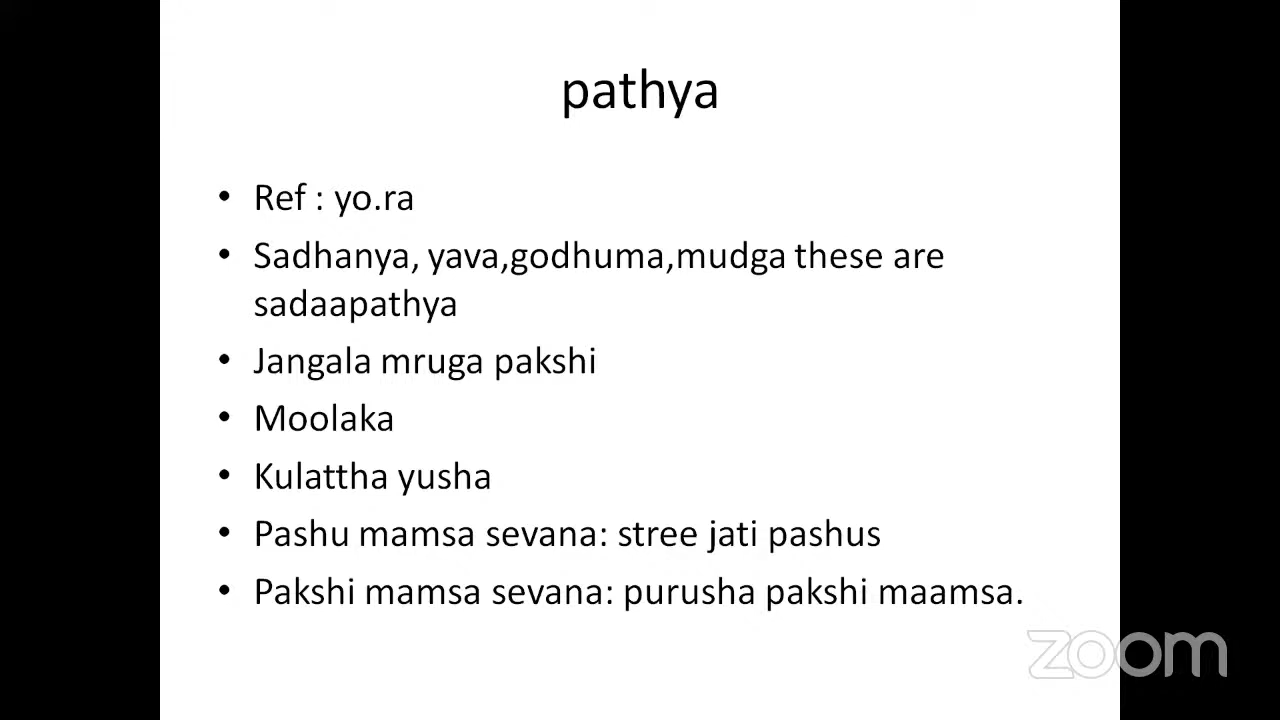 pathya
• Ref : yo.ra
• Sadhanya, yava,godhuma,mudga these are
sadaapathya
• Jangala mruga pakshi
• Moolaka
• Kulattha yusha
• Pashu mamsa sevana: stree jati pashus
• Pakshi mamsa sevana: purusha pakshi maamsa.
zoom